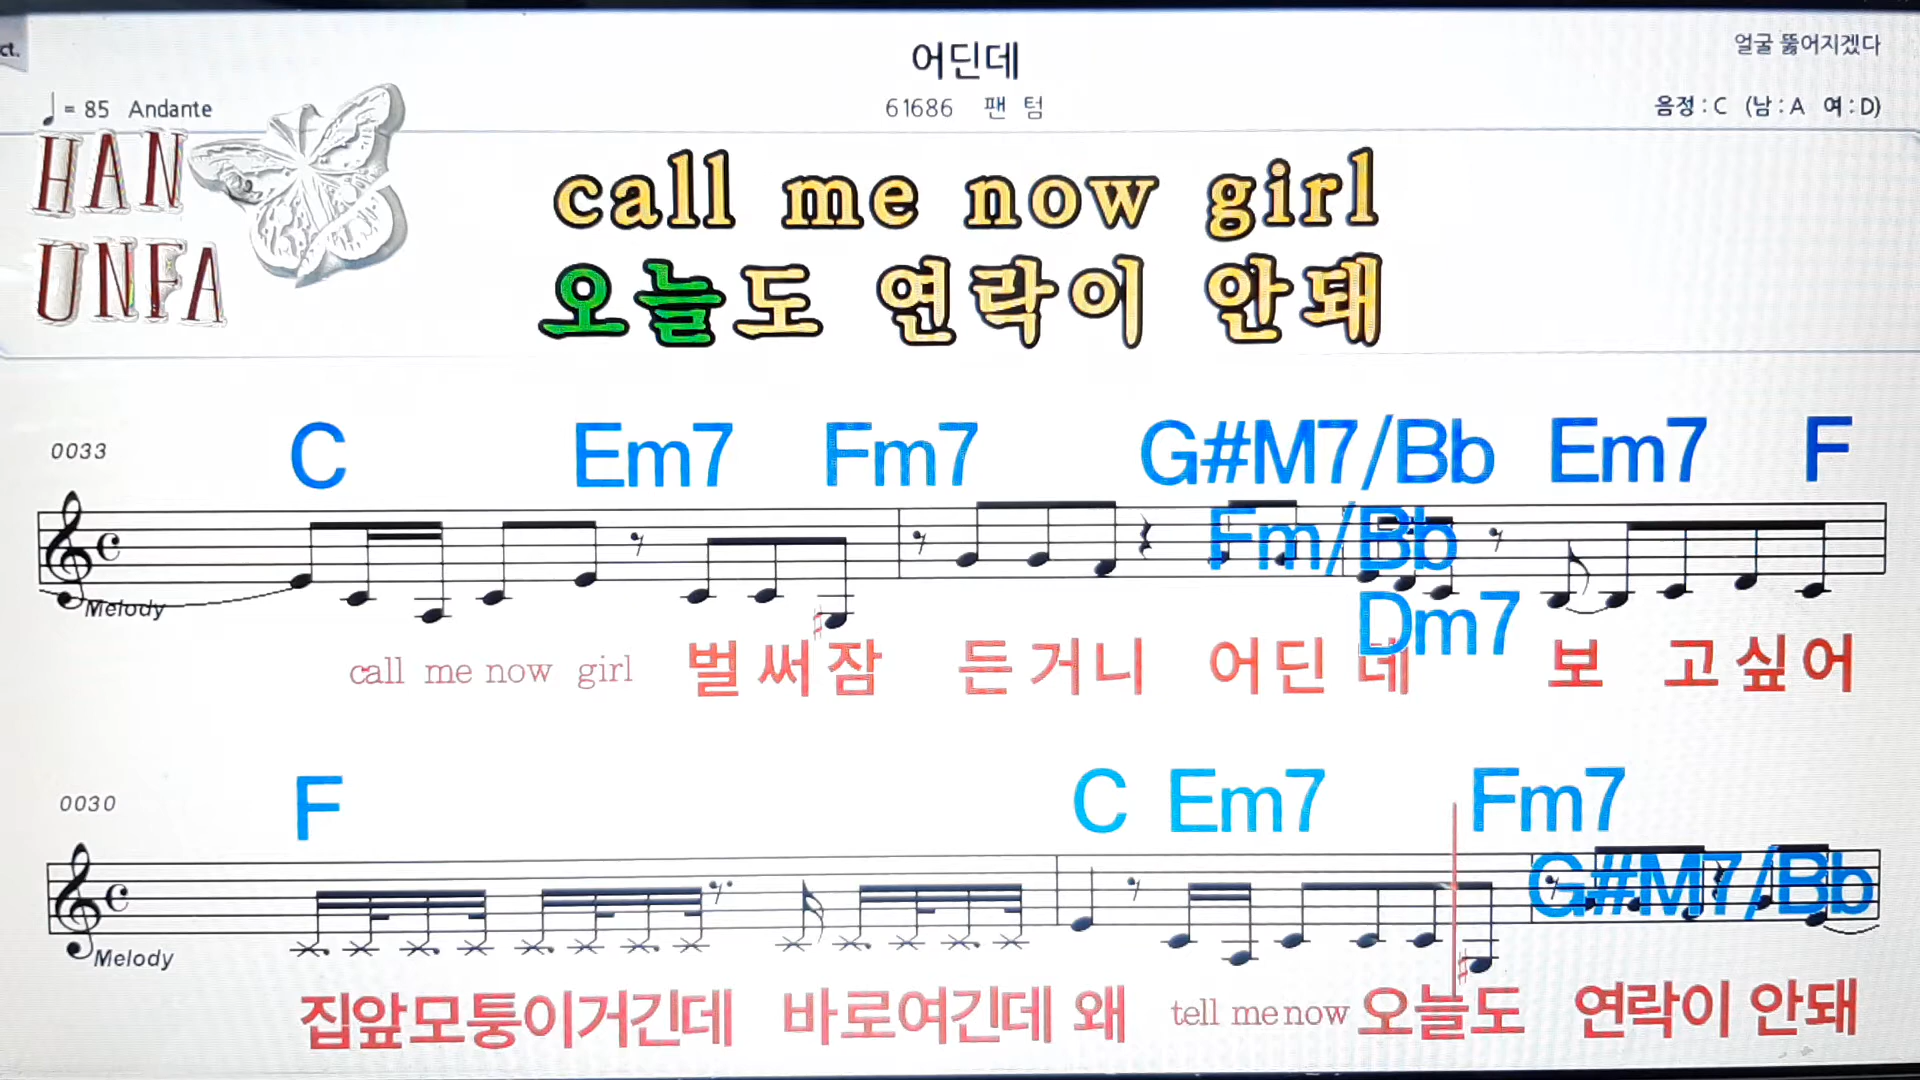 ct.
어딘데
얼굴 뚫어지겠다
♩ = 85 Andante
61686 팬 텀
음정 : C (남 : A 여 : D)
HAN
UNFA
call me now girl
오늘도 연락이 안돼
0033
C Em7 Fm7 G#M7/Bb Em7 F
Fm/Bb
Dm7
Melody
call me now girl 벌써잠 든거니 어딘 데 보 고싶어
0030
F C Em7 Fm7
G#M7/Bb
Melody
집앞모퉁이거긴데 바로여긴데 왜 tell me now 오늘도 연락이 안돼